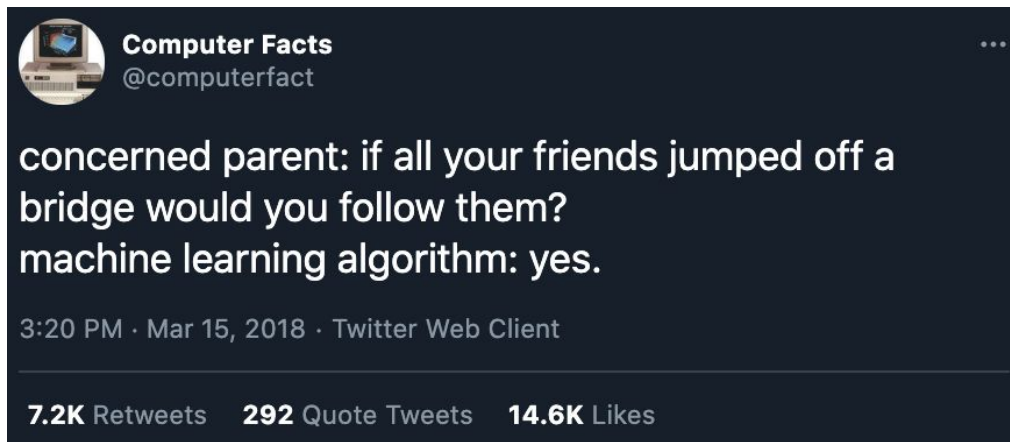 Computer Facts
@computerfact
concerned parent: if all your friends jumped off a
bridge would you follow them?
machine learning algorithm: yes.
3:20 PM · Mar 15, 2018 · Twitter Web Client
7.2K Retweets 292 Quote Tweets 14.6K Likes